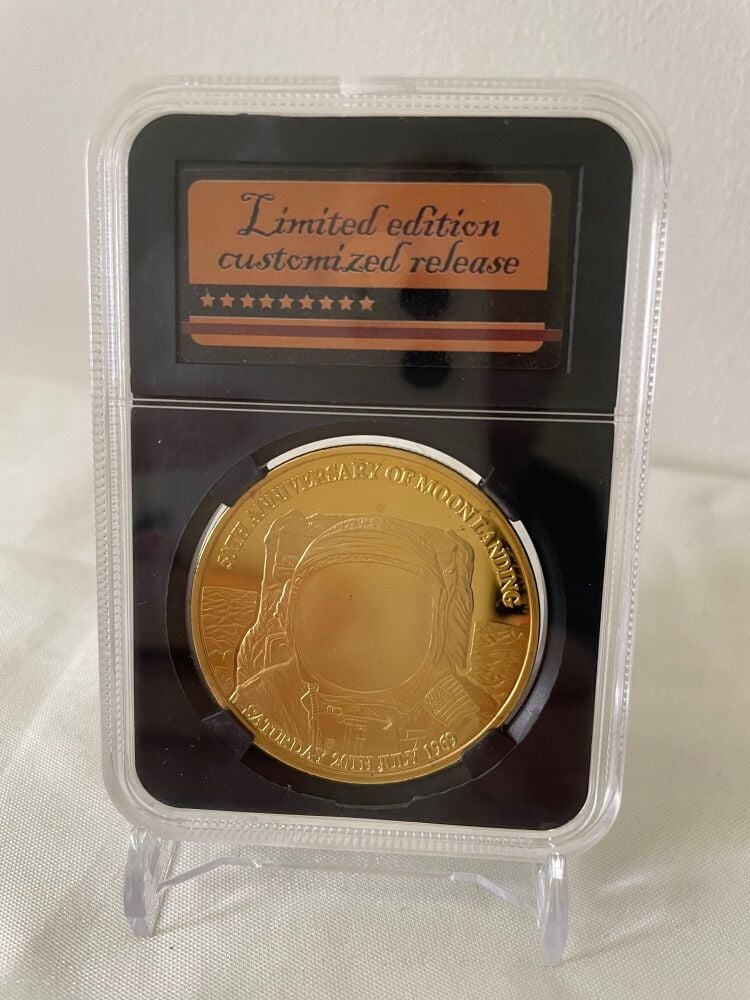 Limited edition
customized release
50TH ANNIVERSARY OF MOON LANDING
SATURDAY 20TH JULY 1969